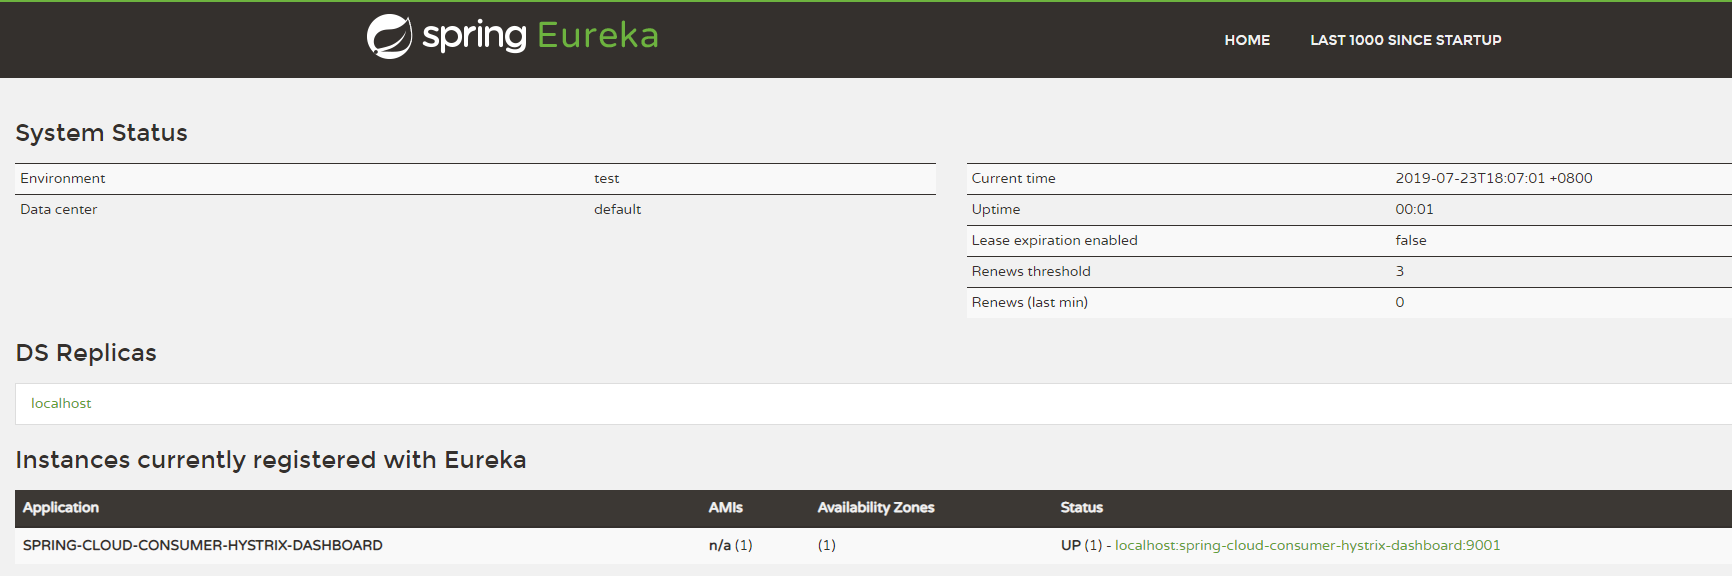 spring Eureka
HOME LAST 1000 SINCE STARTUP
System Status
Environment test
Data center default
Current time 2019-07-23T18:07:01 +0800
Uptime 00:01
Lease expiration enabled false
Renews threshold 3
Renews (last min) 0
DS Replicas
localhost
Instances currently registered with Eureka
Application AMIs Availability Zones Status
SPRING-CLOUD-CONSUMER-HYSTRIX-DASHBOARD n/a (1) (1) UP (1) - localhost:spring-cloud-consumer-hystrix-dashboard:9001